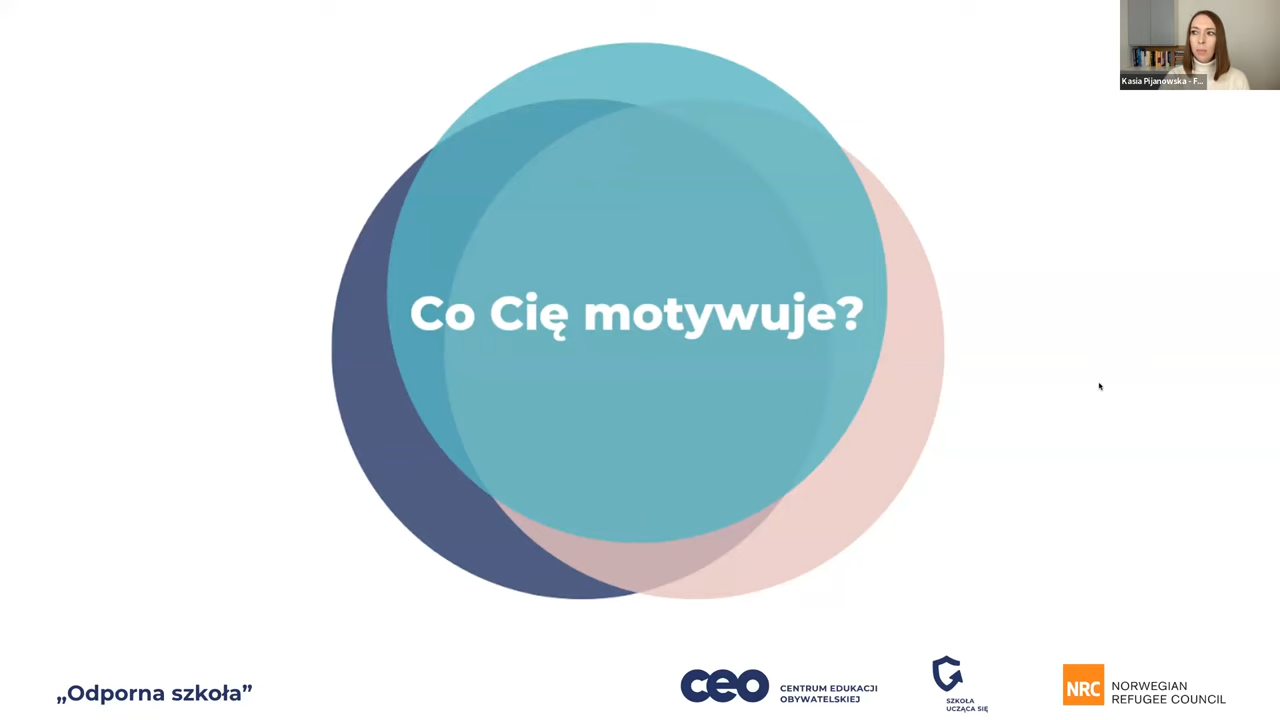 Kasia Pijanowska - F...
Co Cię motywuje?
„Odporna szkoła”
ceo
CENTRUM EDUKACJI
OBYWATELSKIEJ
SZKOŁA
UCZĄCA SIĘ
NRC
NORWEGIAN
REFUGEE COUNCIL